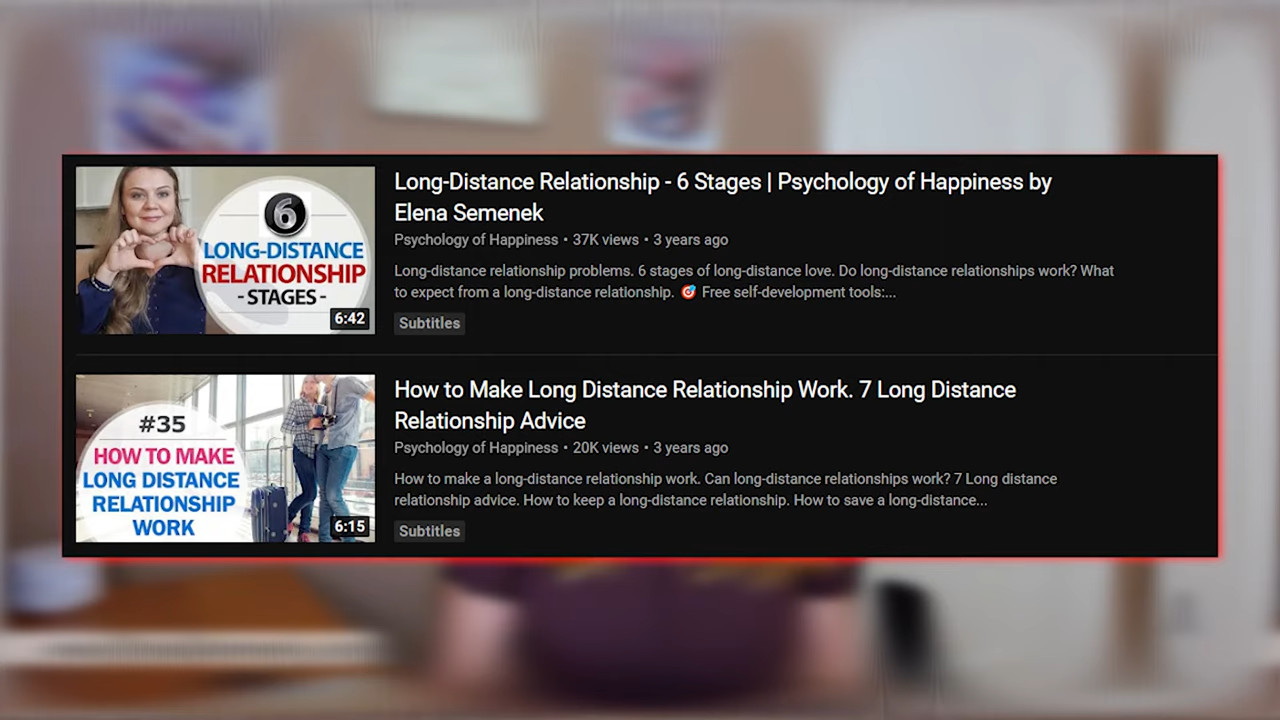 6
LONG-DISTANCE
RELATIONSHIP
- STAGES -
6:42
Long-Distance Relationship - 6 Stages | Psychology of Happiness by
Elena Semenek
Psychology of Happiness • 37K views • 3 years ago
Long-distance relationship problems. 6 stages of long-distance love. Do long-distance relationships work? What
to expect from a long-distance relationship. 🎯 Free self-development tools:...
Subtitles
#35
HOW TO MAKE
LONG DISTANCE
RELATIONSHIP
WORK
6:15
How to Make Long Distance Relationship Work. 7 Long Distance
Relationship Advice
Psychology of Happiness • 20K views • 3 years ago
How to make a long-distance relationship work. Can long-distance relationships work? 7 Long distance
relationship advice. How to keep a long-distance relationship. How to save a long-distance...
Subtitles